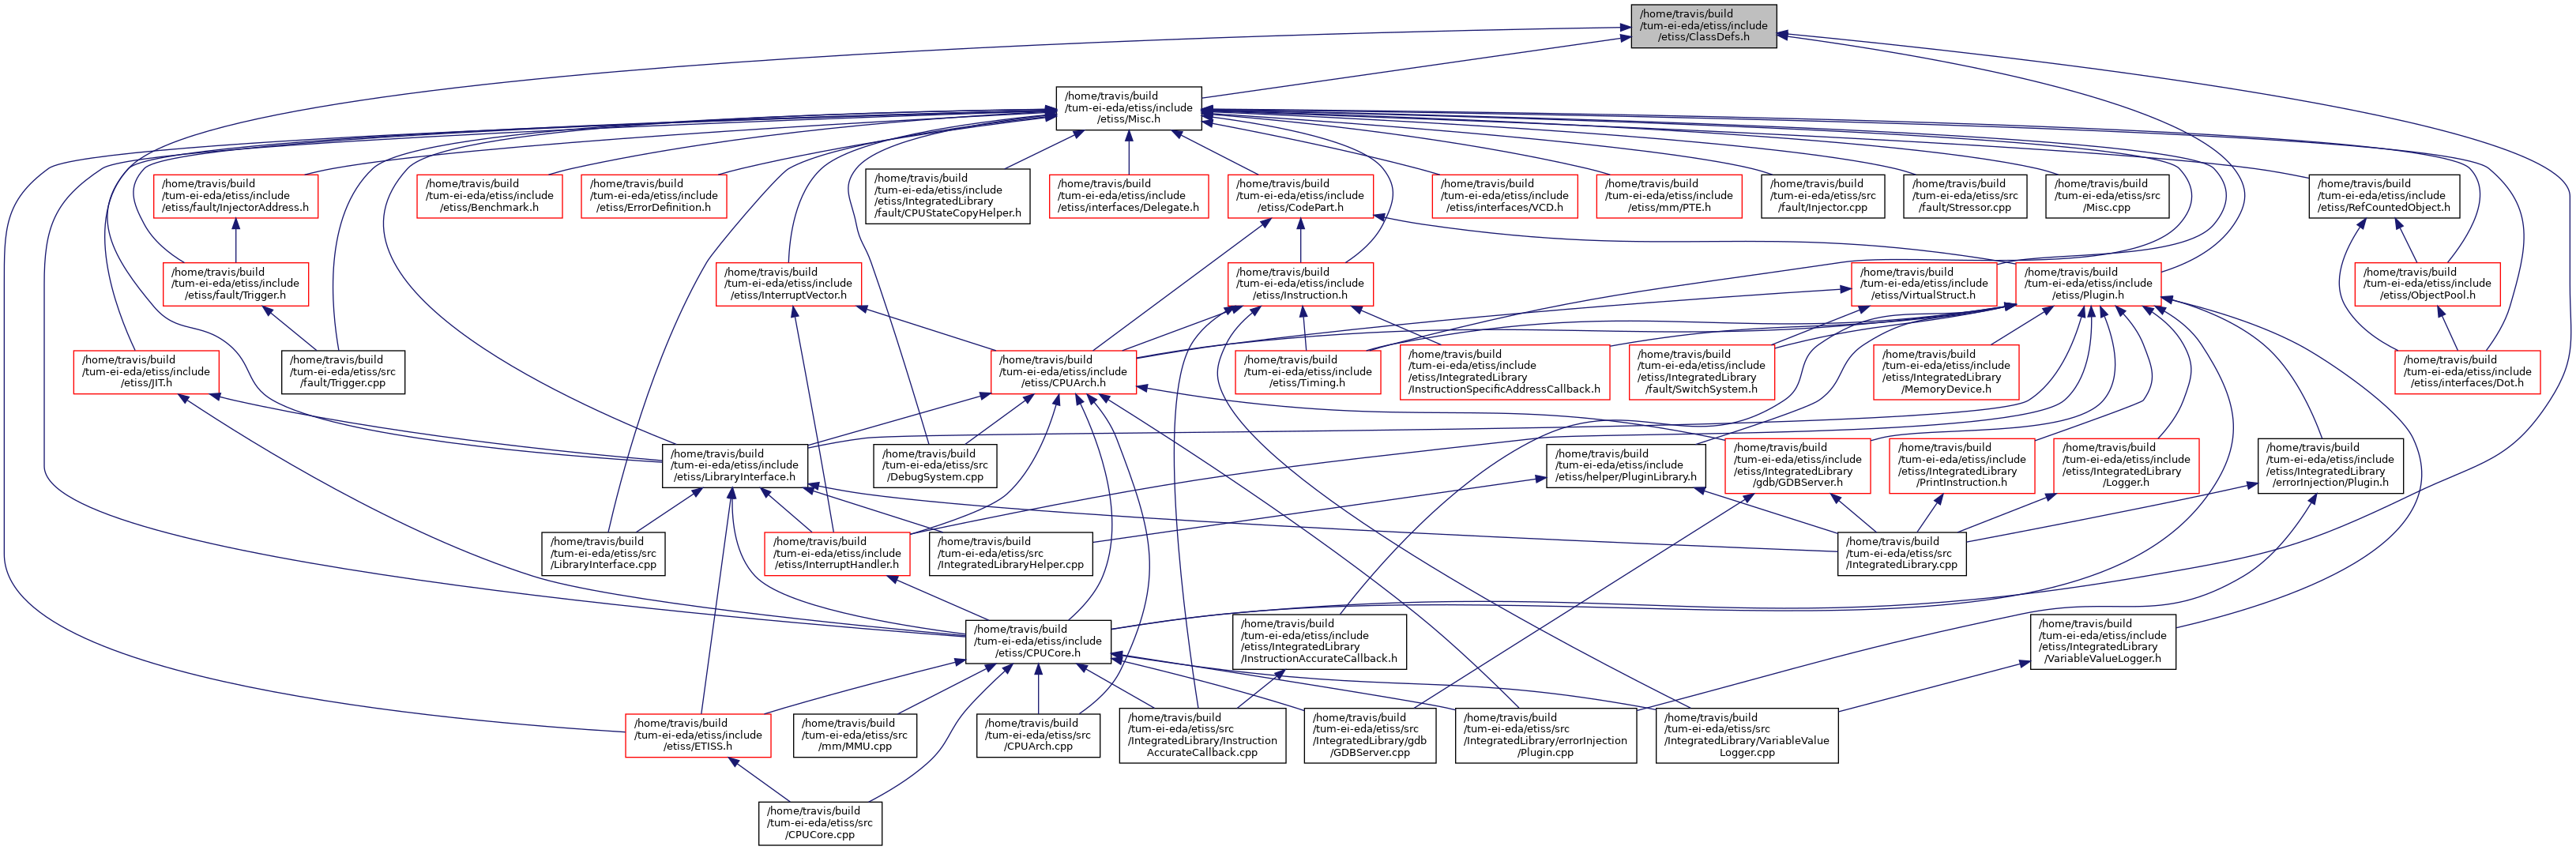 /home/travis/build
/tum-ei-eda/etiss/include
/etiss/ClassDefs.h
/home/travis/build
/tum-ei-eda/etiss/include
/etiss/Misc.h
/home/travis/build
/tum-ei-eda/etiss/include
/etiss/fault/InjectorAddress.h
/home/travis/build
/tum-ei-eda/etiss/include
/etiss/Benchmark.h
/home/travis/build
/tum-ei-eda/etiss/include
/etiss/ErrorDefinition.h
/home/travis/build
/tum-ei-eda/etiss/include
/etiss/IntegratedLibrary
/fault/CPUStateCopyHelper.h
/home/travis/build
/tum-ei-eda/etiss/include
/etiss/interfaces/Delegate.h
/home/travis/build
/tum-ei-eda/etiss/include
/etiss/CodePart.h
/home/travis/build
/tum-ei-eda/etiss/include
/etiss/interfaces/VCD.h
/home/travis/build
/tum-ei-eda/etiss/include
/etiss/mm/PTE.h
/home/travis/build
/tum-ei-eda/etiss/src
/fault/Injector.cpp
/home/travis/build
/tum-ei-eda/etiss/src
/fault/Stressor.cpp
/home/travis/build
/tum-ei-eda/etiss/src
/Misc.cpp
/home/travis/build
/tum-ei-eda/etiss/include
/etiss/RefCountedObject.h
/home/travis/build
/tum-ei-eda/etiss/include
/etiss/fault/Trigger.h
/home/travis/build
/tum-ei-eda/etiss/include
/etiss/InterruptVector.h
/home/travis/build
/tum-ei-eda/etiss/include
/etiss/Instruction.h
/home/travis/build
/tum-ei-eda/etiss/include
/etiss/VirtualStruct.h
/home/travis/build
/tum-ei-eda/etiss/include
/etiss/Plugin.h
/home/travis/build
/tum-ei-eda/etiss/include
/etiss/ObjectPool.h
/home/travis/build
/tum-ei-eda/etiss/include
/etiss/JIT.h
/home/travis/build
/tum-ei-eda/etiss/src
/fault/Trigger.cpp
/home/travis/build
/tum-ei-eda/etiss/include
/etiss/CPUArch.h
/home/travis/build
/tum-ei-eda/etiss/include
/etiss/Timing.h
/home/travis/build
/tum-ei-eda/etiss/include
/etiss/IntegratedLibrary
/InstructionSpecificAddressCallback.h
/home/travis/build
/tum-ei-eda/etiss/include
/etiss/IntegratedLibrary
/fault/SwitchSystem.h
/home/travis/build
/tum-ei-eda/etiss/include
/etiss/IntegratedLibrary
/MemoryDevice.h
/home/travis/build
/tum-ei-eda/etiss/include
/etiss/interfaces/Dot.h
/home/travis/build
/tum-ei-eda/etiss/include
/etiss/LibraryInterface.h
/home/travis/build
/tum-ei-eda/etiss/src
/DebugSystem.cpp
/home/travis/build
/tum-ei-eda/etiss/include
/etiss/helper/PluginLibrary.h
/home/travis/build
/tum-ei-eda/etiss/include
/etiss/IntegratedLibrary
/gdb/GDBServer.h
/home/travis/build
/tum-ei-eda/etiss/include
/etiss/IntegratedLibrary
/PrintInstruction.h
/home/travis/build
/tum-ei-eda/etiss/include
/etiss/IntegratedLibrary
/Logger.h
/home/travis/build
/tum-ei-eda/etiss/include
/etiss/IntegratedLibrary
/errorInjection/Plugin.h
/home/travis/build
/tum-ei-eda/etiss/src
/LibraryInterface.cpp
/home/travis/build
/tum-ei-eda/etiss/include
/etiss/InterruptHandler.h
/home/travis/build
/tum-ei-eda/etiss/src
/IntegratedLibraryHelper.cpp
/home/travis/build
/tum-ei-eda/etiss/src
/IntegratedLibrary.cpp
/home/travis/build
/tum-ei-eda/etiss/include
/etiss/CPUCore.h
/home/travis/build
/tum-ei-eda/etiss/include
/etiss/IntegratedLibrary
/InstructionAccurateCallback.h
/home/travis/build
/tum-ei-eda/etiss/include
/etiss/IntegratedLibrary
/VariableValueLogger.h
/home/travis/build
/tum-ei-eda/etiss/include
/etiss/ETISS.h
/home/travis/build
/tum-ei-eda/etiss/src
/mm/MMU.cpp
/home/travis/build
/tum-ei-eda/etiss/src
/CPUArch.cpp
/home/travis/build
/tum-ei-eda/etiss/src
/IntegratedLibrary/Instruction
AccurateCallback.cpp
/home/travis/build
/tum-ei-eda/etiss/src
/IntegratedLibrary/gdb
/GDBServer.cpp
/home/travis/build
/tum-ei-eda/etiss/src
/IntegratedLibrary/errorInjection
/Plugin.cpp
/home/travis/build
/tum-ei-eda/etiss/src
/IntegratedLibrary/VariableValue
Logger.cpp
/home/travis/build
/tum-ei-eda/etiss/src
/CPUCore.cpp